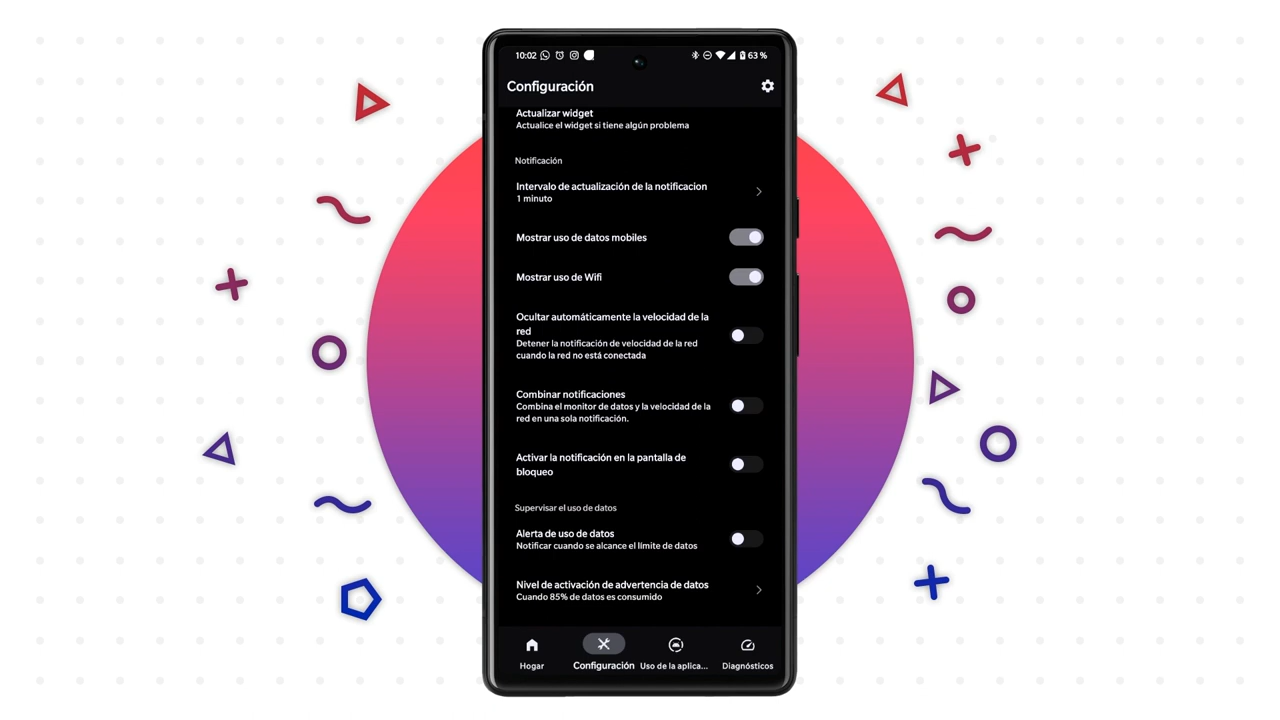 10:02 63 %
Configuración
Actualizar widget
Actualice el widget si tiene algún problema
Notificación
Intervalo de actualización de la notificacion
1 minuto
Mostrar uso de datos mobiles
Mostrar uso de Wifi
Ocultar automáticamente la velocidad de la
red
Detener la notificación de velocidad de la red
cuando la red no está conectada
Combinar notificaciones
Combina el monitor de datos y la velocidad de la
red en una sola notificación.
Activar la notificación en la pantalla de
bloqueo
Supervisar el uso de datos
Alerta de uso de datos
Notificar cuando se alcance el límite de datos
Nivel de activación de advertencia de datos
Cuando 85% de datos es consumido
Hogar Configuración Uso de la aplica... Diagnósticos